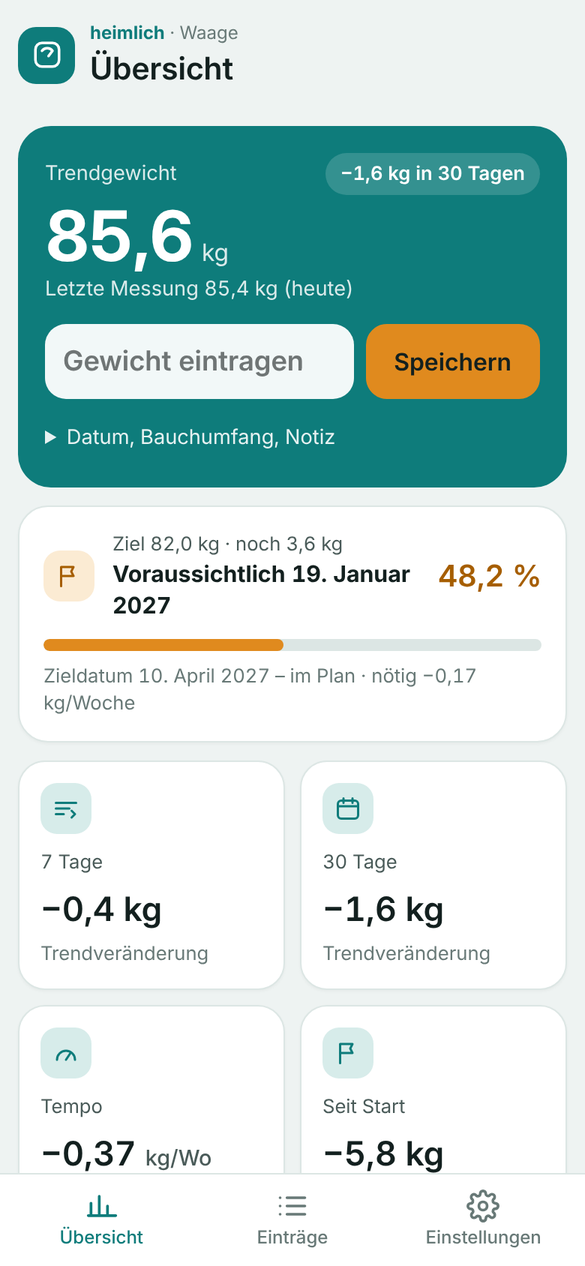 heimlich · Waage
Übersicht
Trendgewicht
−1,6 kg in 30 Tagen
85,6 kg
Letzte Messung 85,4 kg (heute)
Gewicht eintragen
Speichern
▶ Datum, Bauchumfang, Notiz
Ziel 82,0 kg · noch 3,6 kg
Voraussichtlich 19. Januar
2027
48,2 %
Zieldatum 10. April 2027 – im Plan · nötig −0,17
kg/Woche
7 Tage
−0,4 kg
Trendveränderung
30 Tage
−1,6 kg
Trendveränderung
Tempo
−0,37 kg/Wo
Seit Start
−5,8 kg
Übersicht
Einträge
Einstellungen